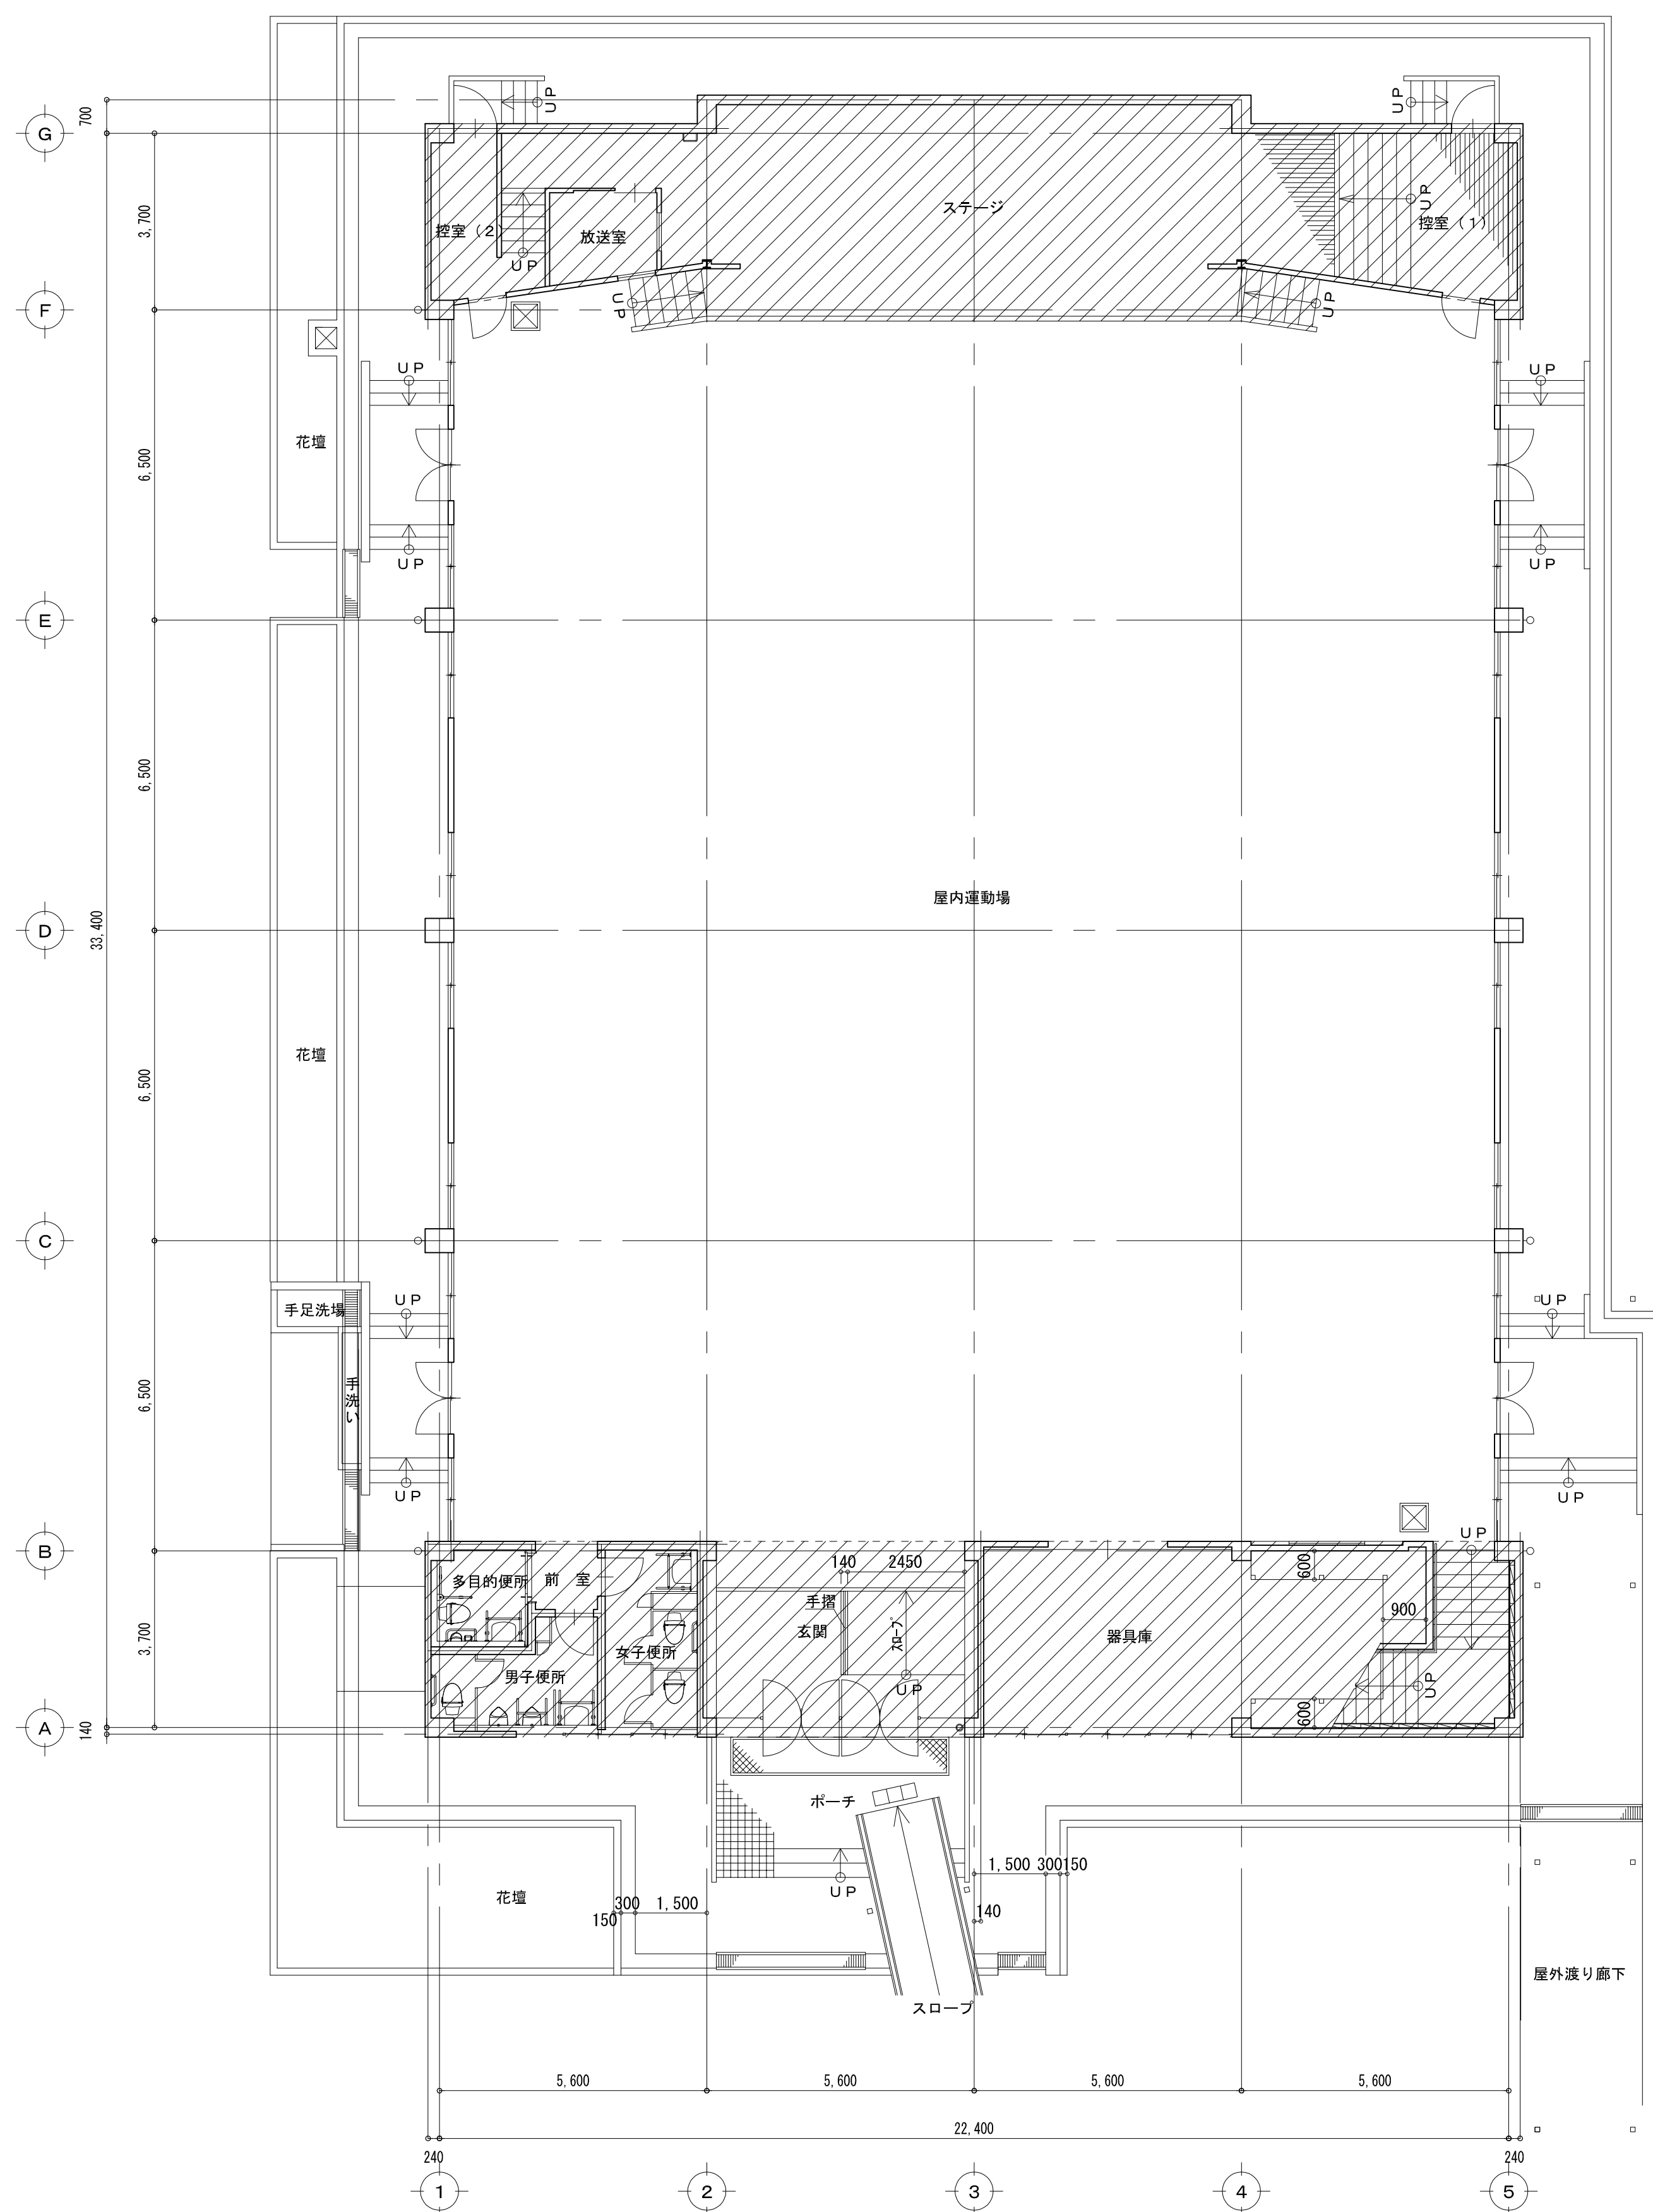 UP
UP
G
700
3,700
控室（2）
UP
放送室
ステージ
UP
控室（1）
F
UP
UP
UP
UP
花壇
6,500
UP
UP
E
6,500
屋内運動場
D
33,400
花壇
6,500
C
手足洗場
UP
UP
手洗い
6,500
UP
UP
B
UP
多目的便所
前 室
140
2450
600
手摺
玄関
ｽﾛｰﾌﾟ
器具庫
900
3,700
女子便所
男子便所
UP
UP
600
A
140
ポーチ
1,500
300
150
UP
花壇
150
300
1,500
140
屋外渡り廊下
スロープ
5,600
5,600
5,600
5,600
22,400
240
240
1
2
3
4
5